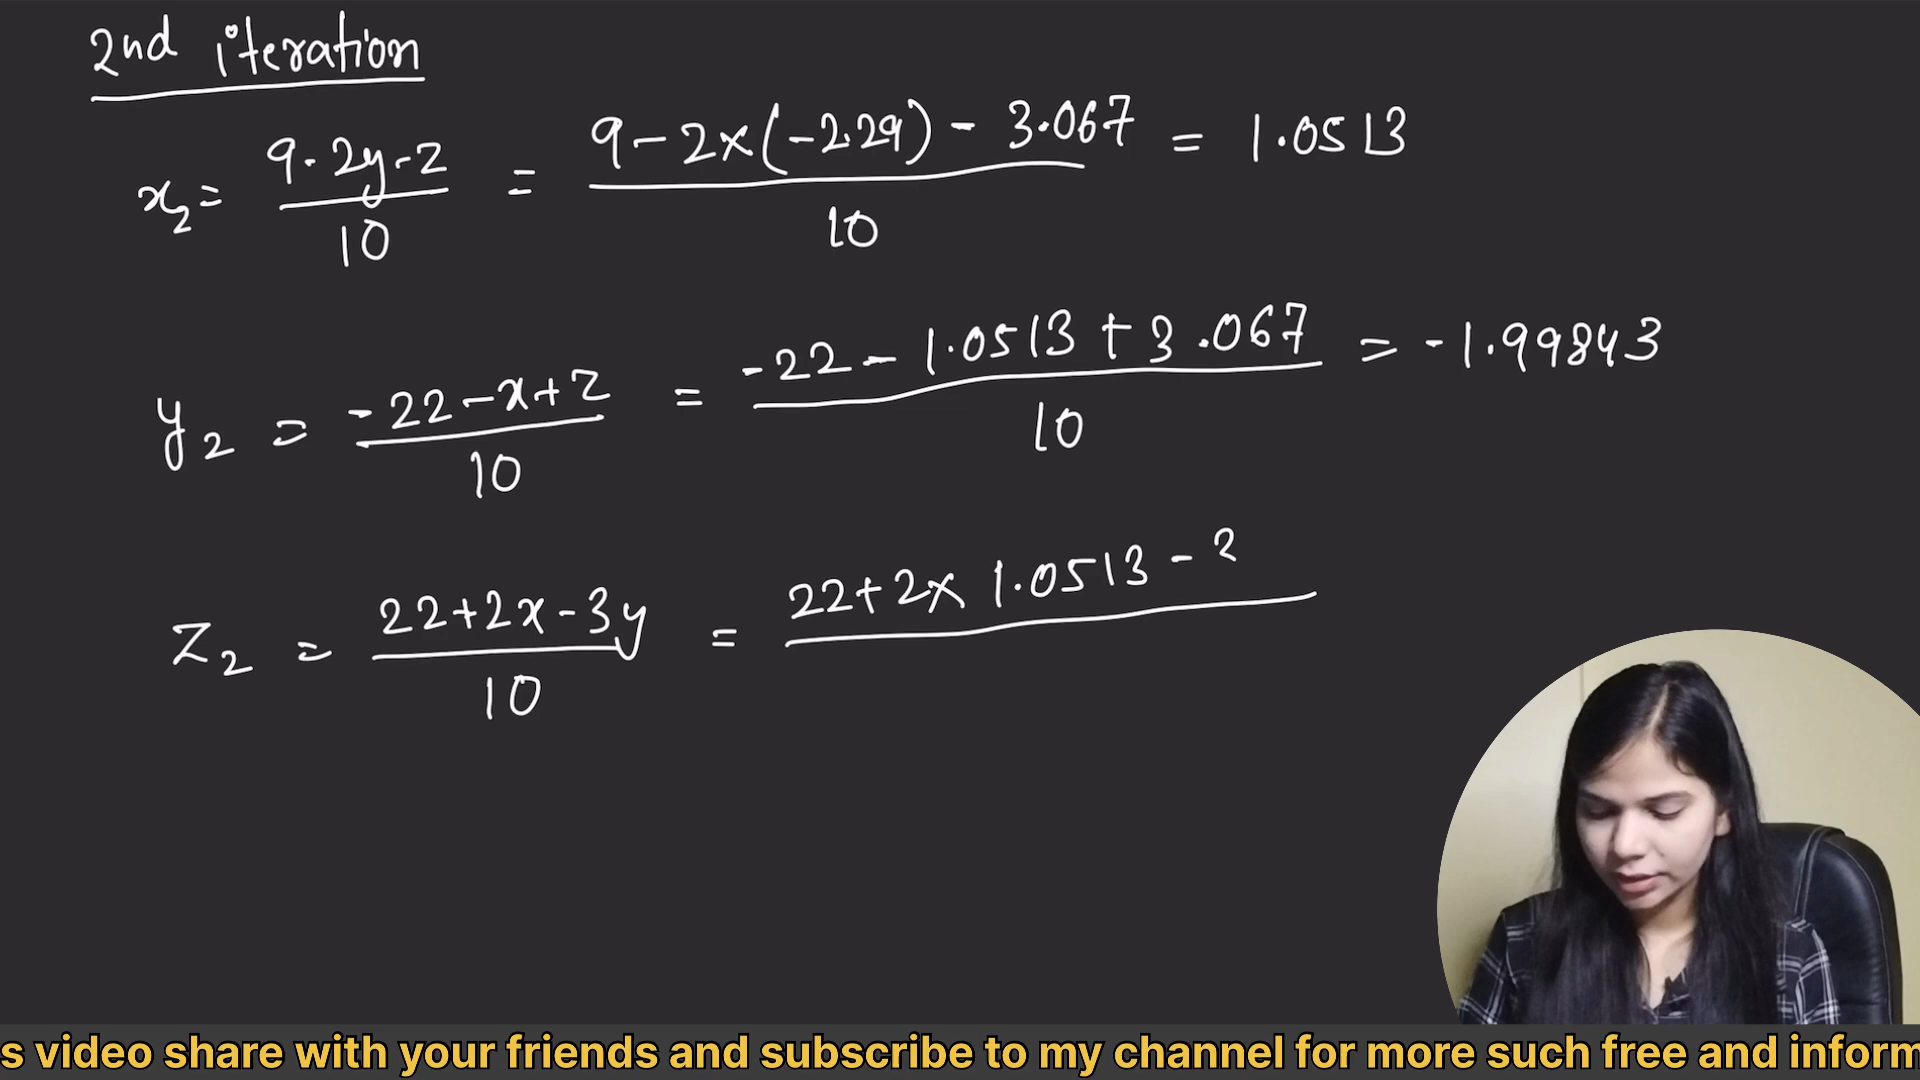 2nd iteration
x₂ = (9-2y-z)/10 = (9-2×(-2.29)-3.067)/10 = 1.0513
y₂ = (-22-x+z)/10 = (-22-1.0513+3.067)/10 = -1.99843
z₂ = (22+2x-3y)/10 = 22+2× 1.0513-3
s video share with your friends and subscribe to my channel for more such free and inform